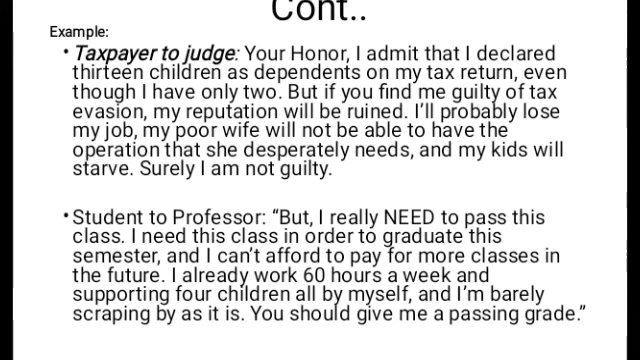 Cont..
Example:
• Taxpayer to judge: Your Honor, I admit that I declared
thirteen children as dependents on my tax return, even
though I have only two. But if you find me guilty of tax
evasion, my reputation will be ruined. I'll probably lose
my job, my poor wife will not be able to have the
operation that she desperately needs, and my kids will
starve. Surely I am not guilty.
• Student to Professor: “But, I really NEED to pass this
class. I need this class in order to graduate this
semester, and I can't afford to pay for more classes in
the future. I already work 60 hours a week and
supporting four children all by myself, and I'm barely
scraping by as it is. You should give me a passing grade.”